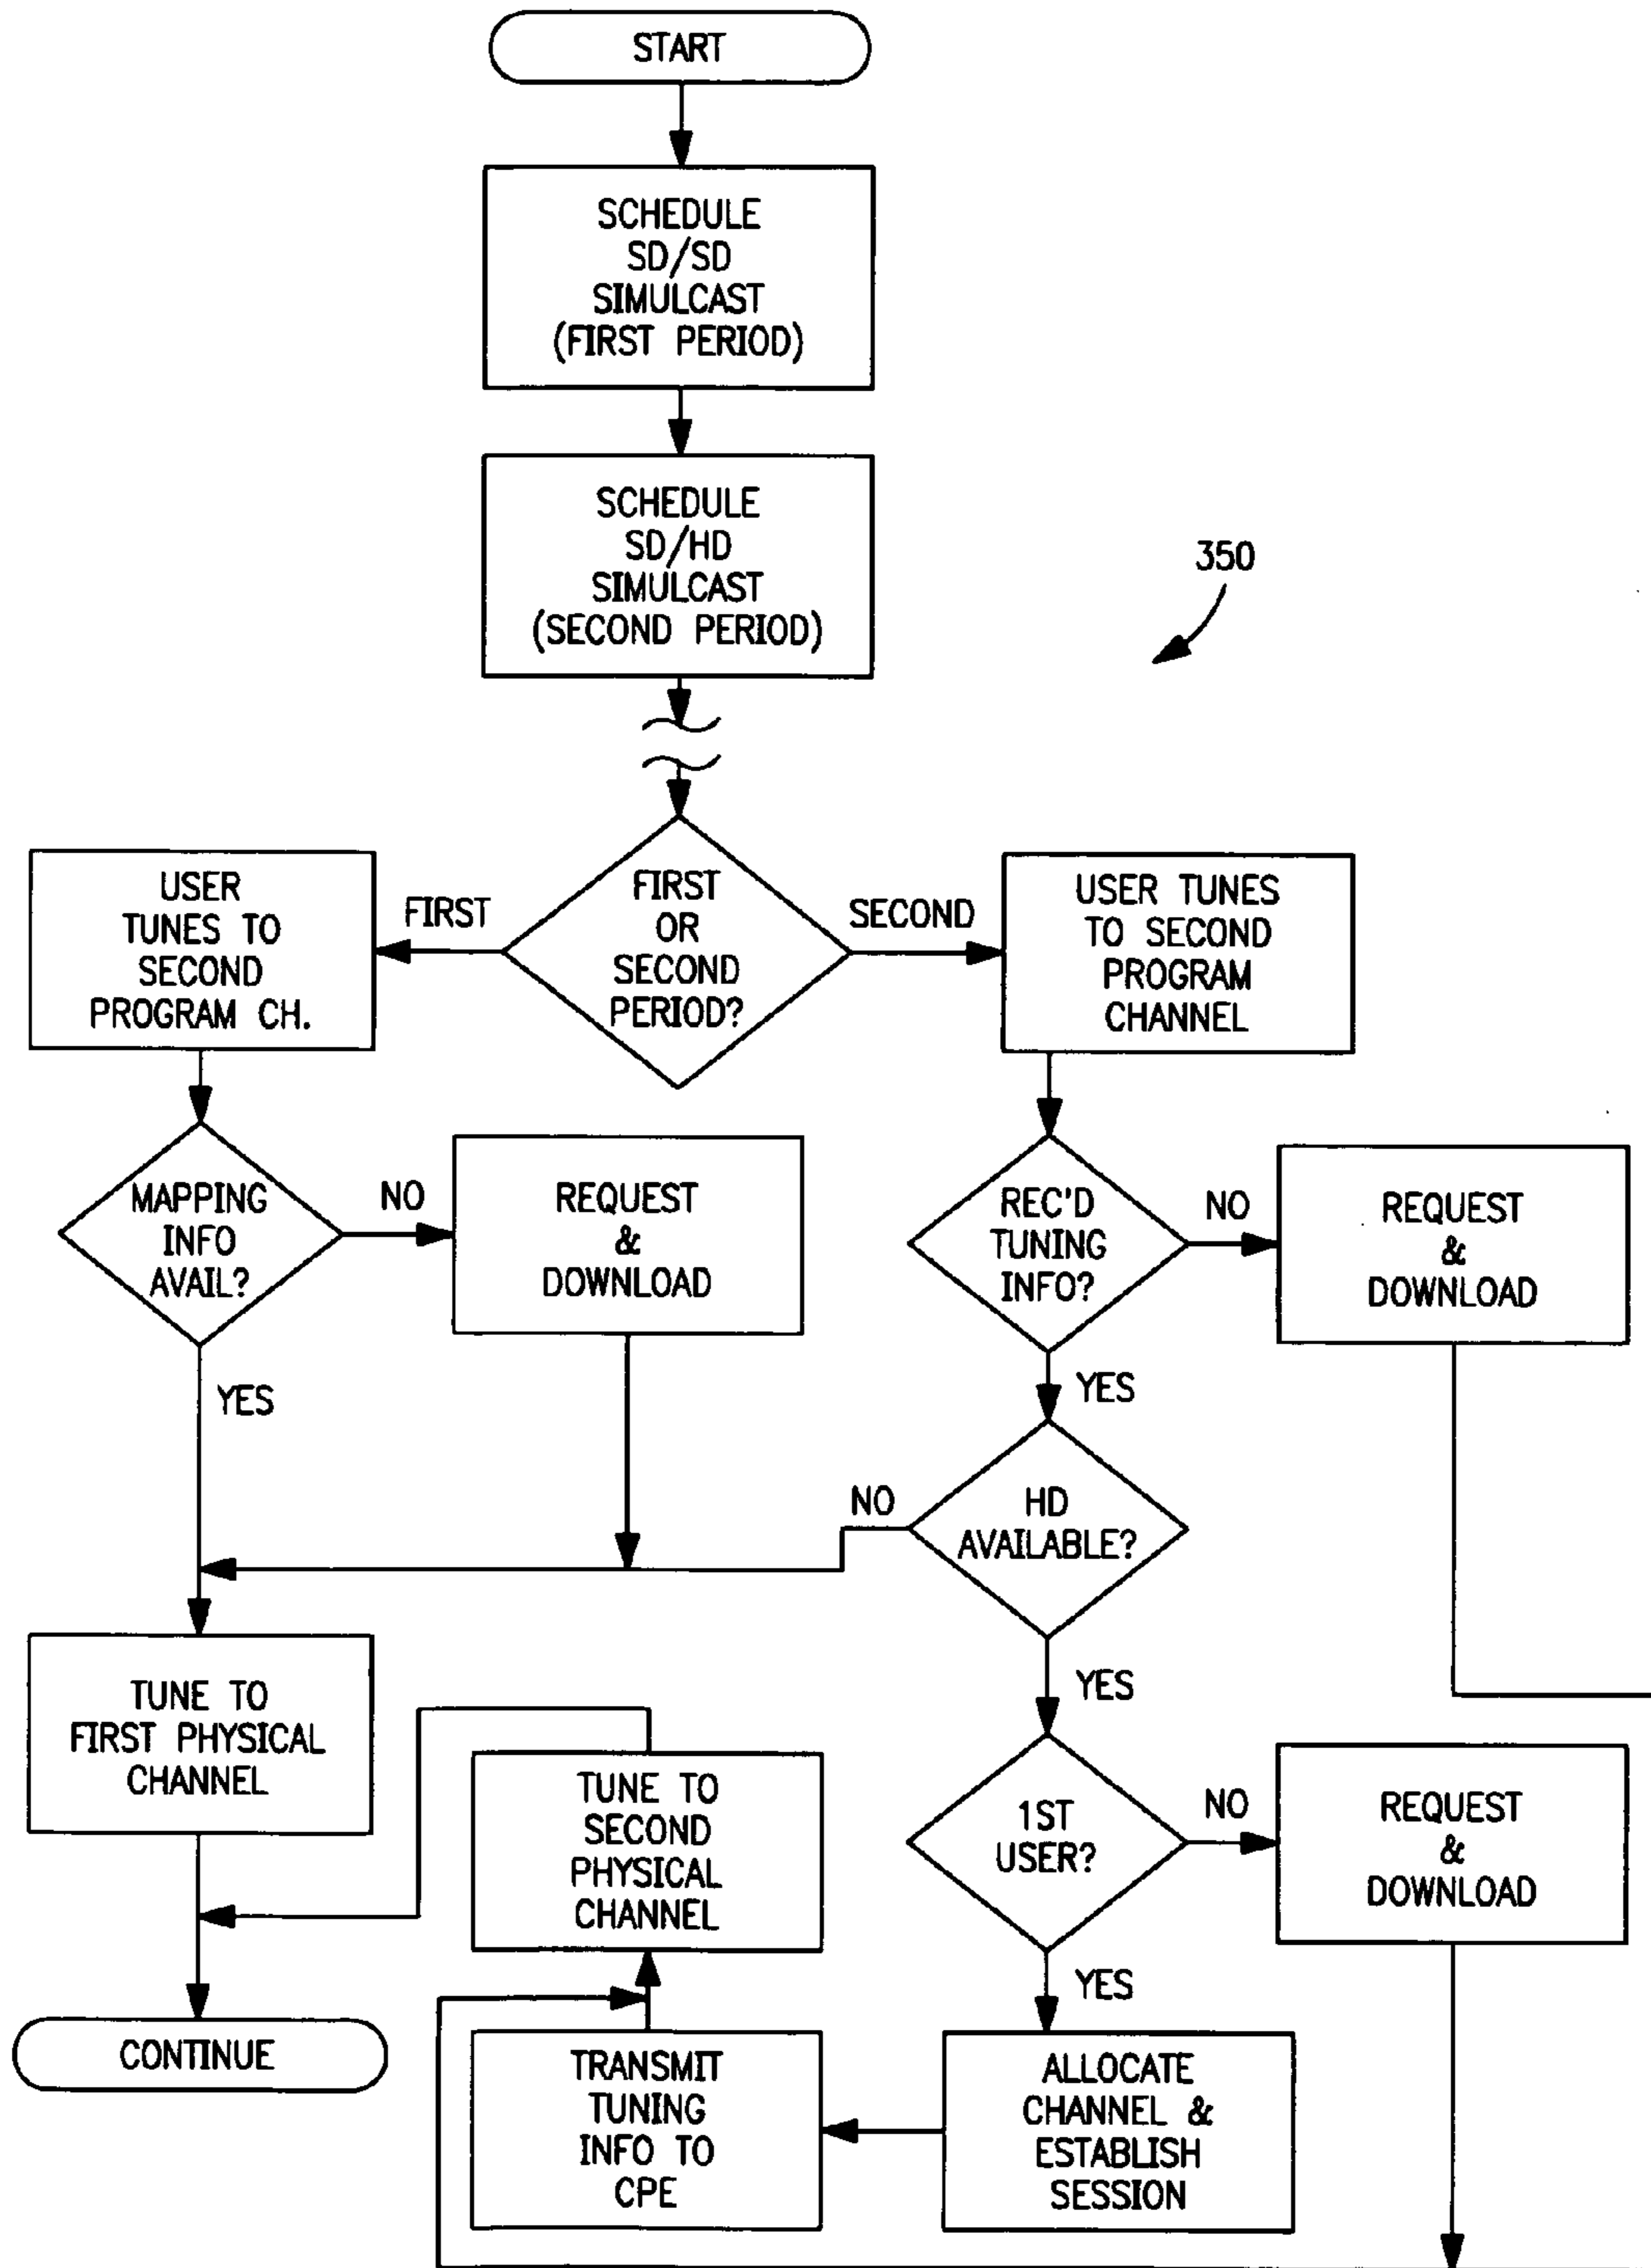 START
SCHEDULE
SD/SD
SIMULCAST
(FIRST PERIOD)
SCHEDULE
SD/HD
SIMULCAST
(SECOND PERIOD)
350
USER
TUNES TO
SECOND
PROGRAM CH.
FIRST
FIRST
OR
SECOND
PERIOD?
SECOND
USER TUNES
TO SECOND
PROGRAM
CHANNEL
MAPPING
INFO
AVAIL?
NO
REQUEST
&
DOWNLOAD
REC'D
TUNING
INFO?
NO
REQUEST
&
DOWNLOAD
YES
YES
NO
HD
AVAILABLE?
YES
TUNE TO
FIRST PHYSICAL
CHANNEL
TUNE TO
SECOND
PHYSICAL
CHANNEL
1ST
USER?
NO
REQUEST
&
DOWNLOAD
YES
CONTINUE
TRANSMIT
TUNING
INFO TO
CPE
ALLOCATE
CHANNEL &
ESTABLISH
SESSION